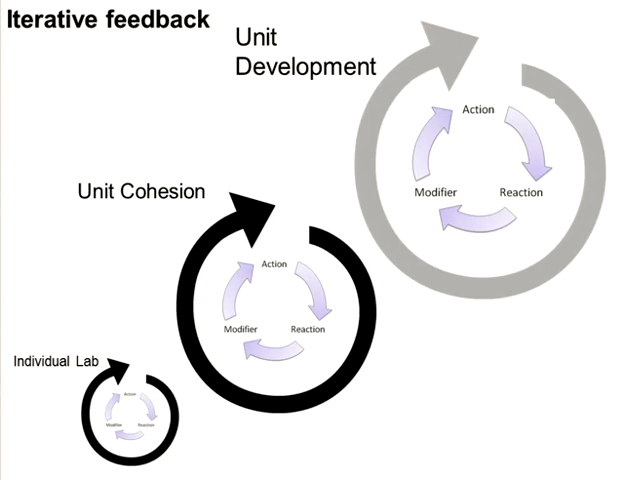 Iterative feedback
Unit
Development
Action
Modifier
Reaction
Unit Cohesion
Action
Modifier
Reaction
Individual Lab
Action
Modifier
Reaction